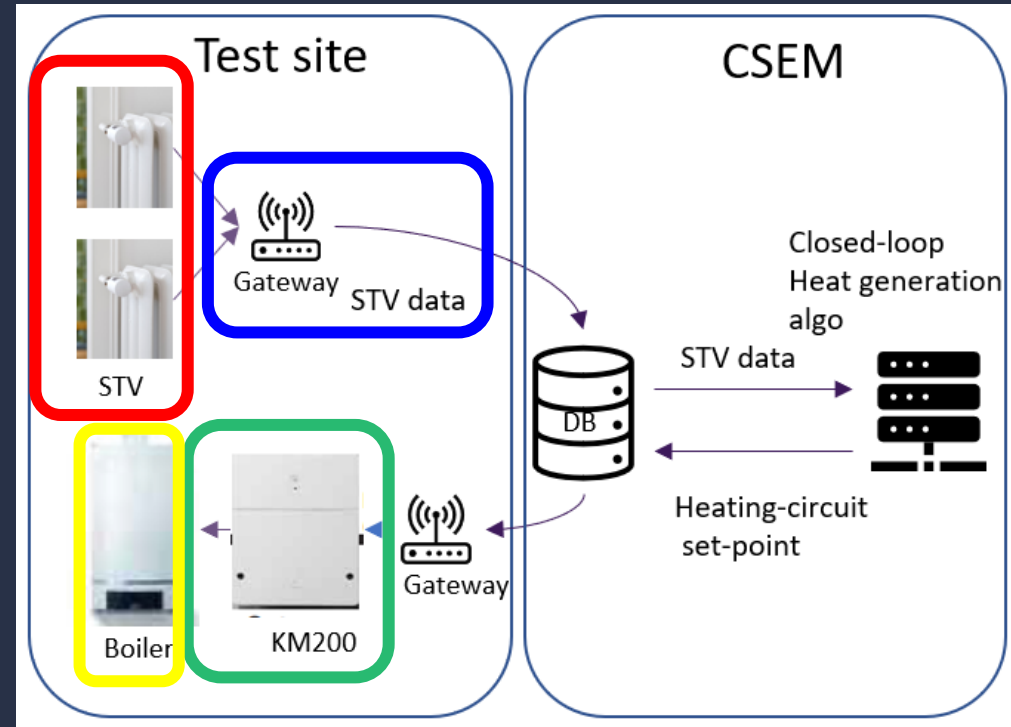 Test site
CSEM
Gateway
STV data
STV
Closed-loop
Heat generation
algo
STV data
DB
Heating-circuit
set-point
Gateway
Boiler
KM200